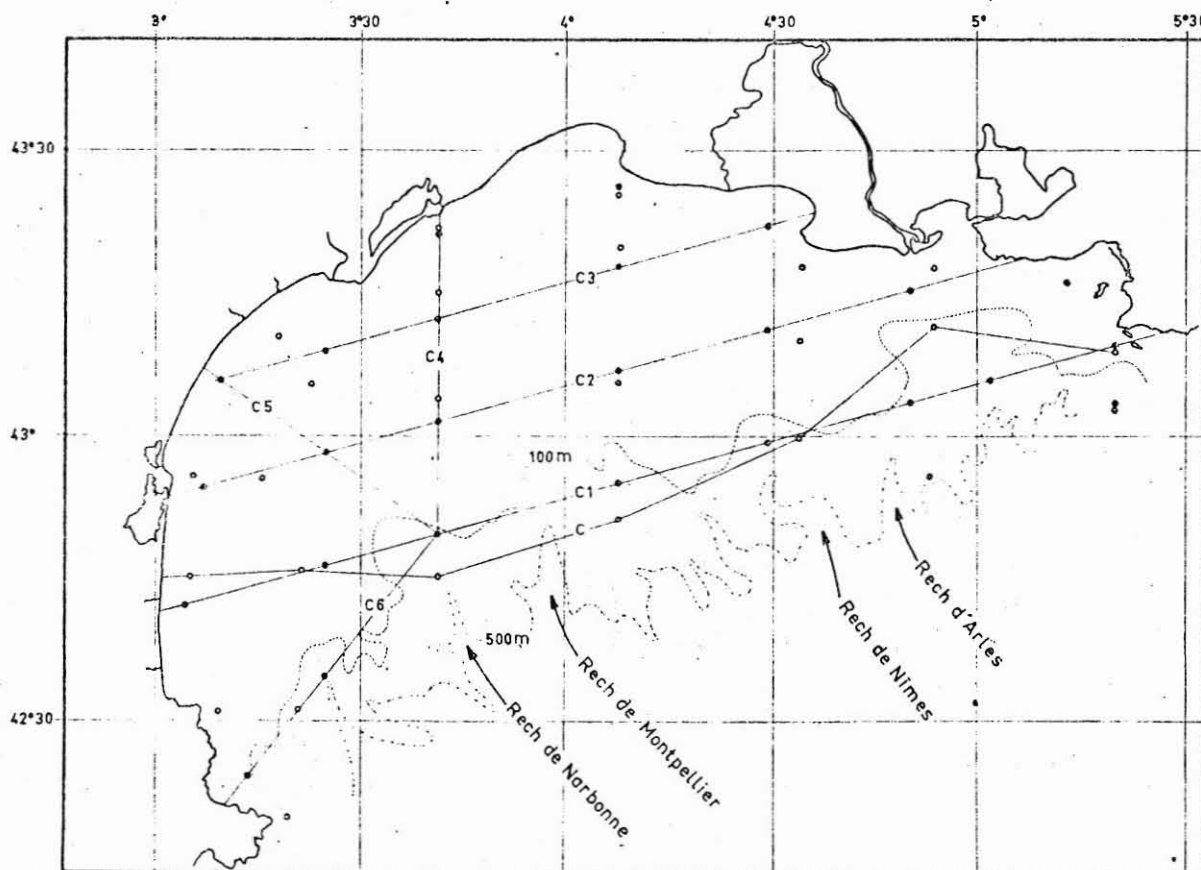 3°
3°30
4°
4°30
5°
5°30
43°30
C3
C4
C2
C5
43°
100m
C1
C
C6
500m
Rech d'Arles
Rech de Nîmes
Rech de Montpellier
Rech de Narbonne
42°30